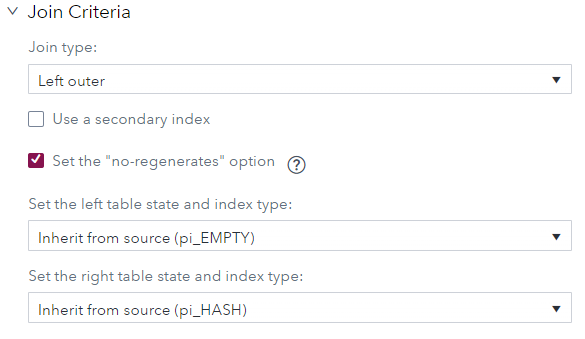 Join Criteria
Join type:
Left outer
Use a secondary index
Set the "no-regenerates" option ?
Set the left table state and index type:
Inherit from source (pi_EMPTY)
Set the right table state and index type:
Inherit from source (pi_HASH)